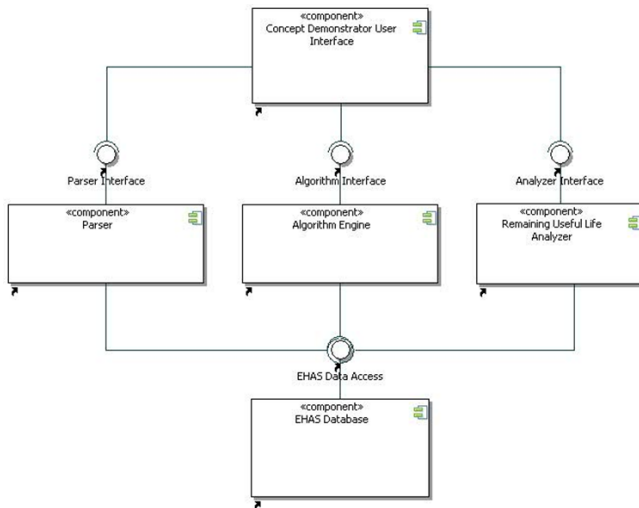 «component»
Concept Demonstrator User
Interface
Parser Interface
Algorithm Interface
Analyzer Interface
«component»
Parser
«component»
Algorithm Engine
«component»
Remaining Useful Life
Analyzer
EHAS Data Access
«component»
EHAS Database